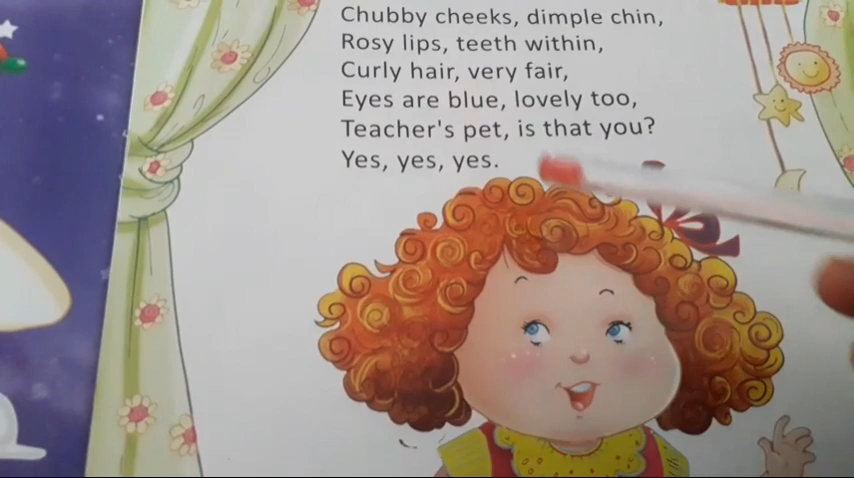 Chubby cheeks, dimple chin,
Rosy lips, teeth within,
Curly hair, very fair,
Eyes are blue, lovely too,
Teacher's pet, is that you?
Yes, yes, yes.